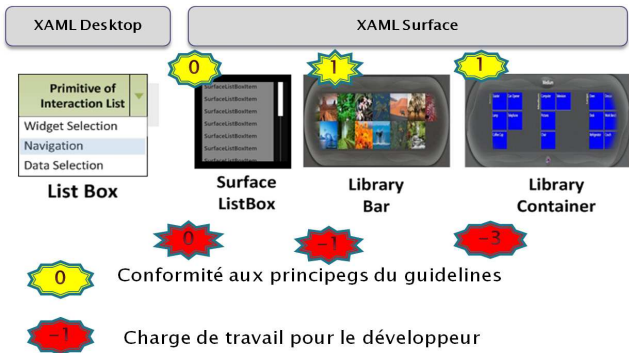 XAML Desktop
XAML Surface
0
1
1
Primitive of
Interaction List
Widget Selection
Navigation
Data Selection
SurfaceListBoxItem
SurfaceListBoxItem
SurfaceListBoxItem
SurfaceListBoxItem
SurfaceListBoxItem
SurfaceListBoxItem
List Box
Surface
ListBox
Library
Bar
Library
Container
0
-1
-3
0
Conformité aux principegs du guidelines
-1
Charge de travail pour le développeur